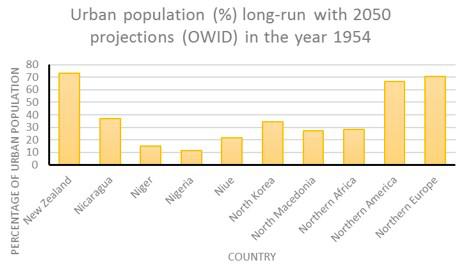 Urban population (%) long-run with 2050
projections (OWID) in the year 1954
PERCENTAGE OF URBAN POPULATION
80
70
60
50
40
30
20
10
0
New Zealand
Nicaragua
Niger
Nigeria
Niue
North Korea
North Macedonia
Northern Africa
Northern America
Northern Europe
COUNTRY